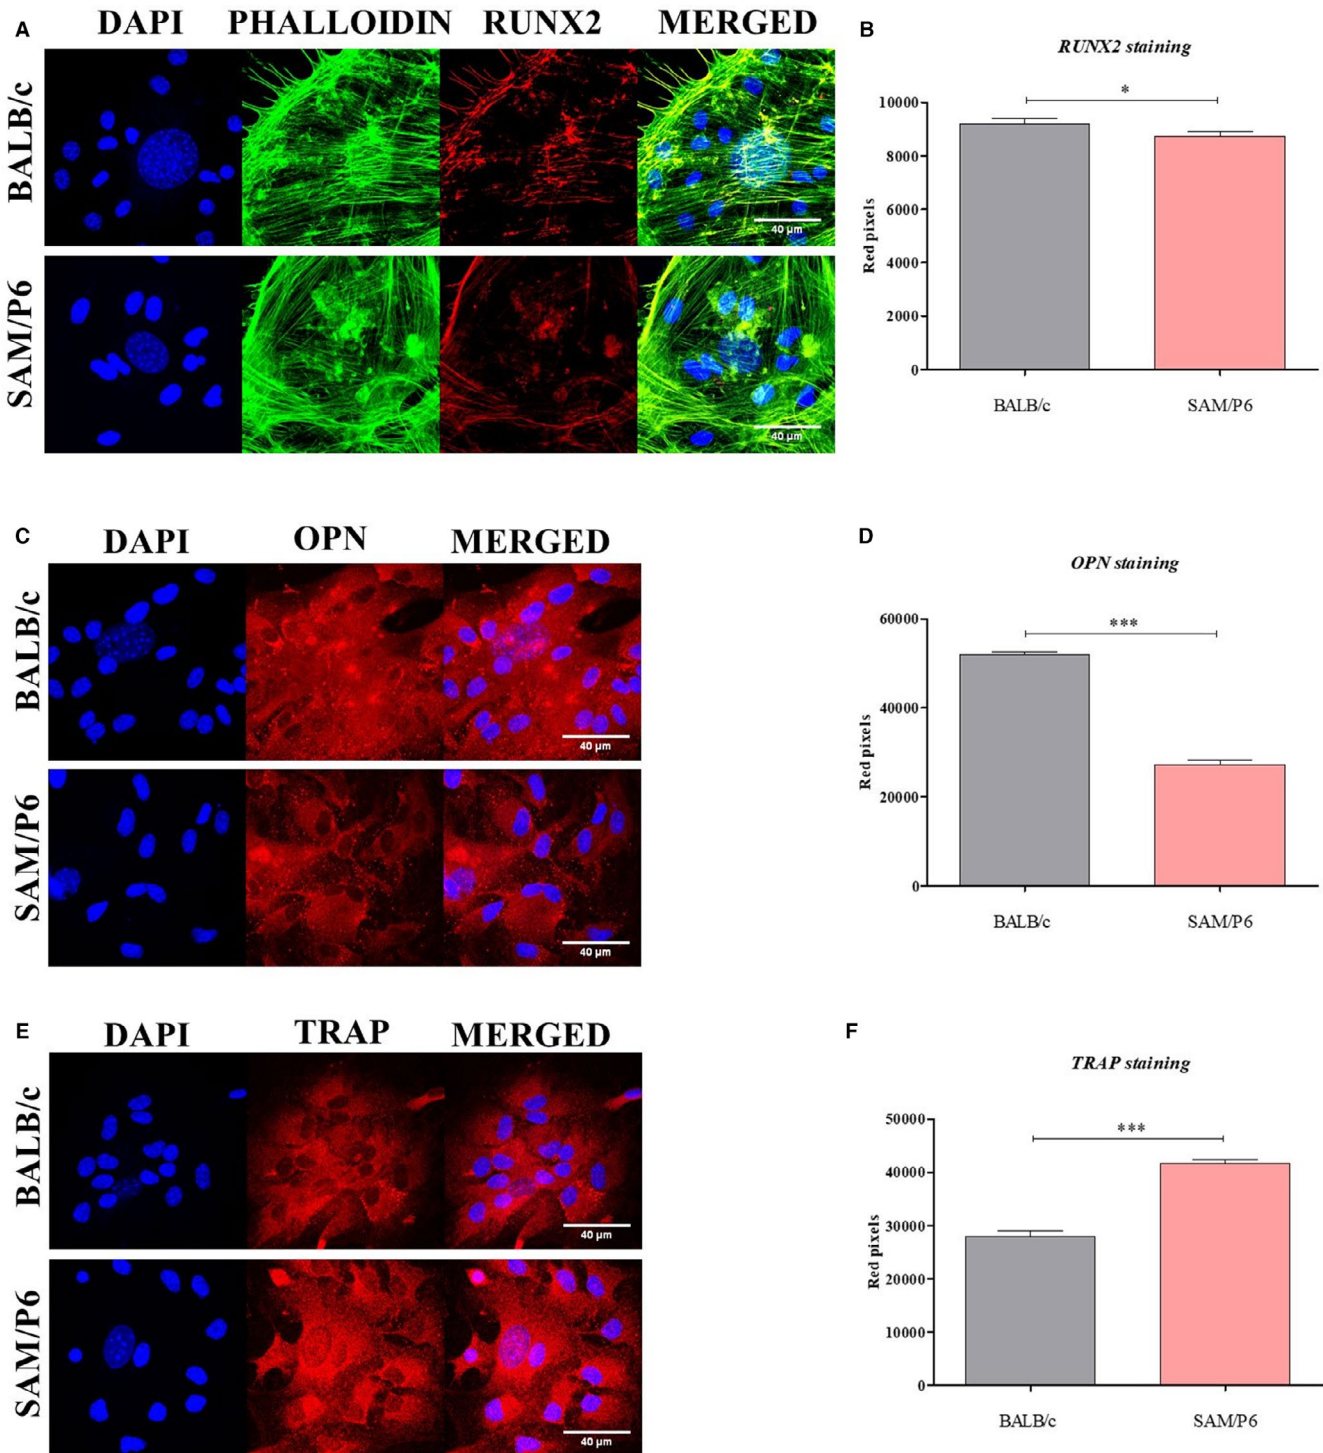 A
DAPI PHALLOIDIN RUNX2 MERGED
BALB/c
40 µm
SAM/P6
40 µm
B
RUNX2 staining
*
10000
8000
6000
4000
2000
0
Red pixels
BALB/c SAM/P6
C
DAPI OPN MERGED
BALB/c
40 µm
SAM/P6
40 µm
D
OPN staining
***
60000
40000
20000
0
Red pixels
BALB/c SAM/P6
E
DAPI TRAP MERGED
BALB/c
40 µm
SAM/P6
40 µm
F
TRAP staining
***
50000
40000
30000
20000
10000
0
Red pixels
BALB/c SAM/P6